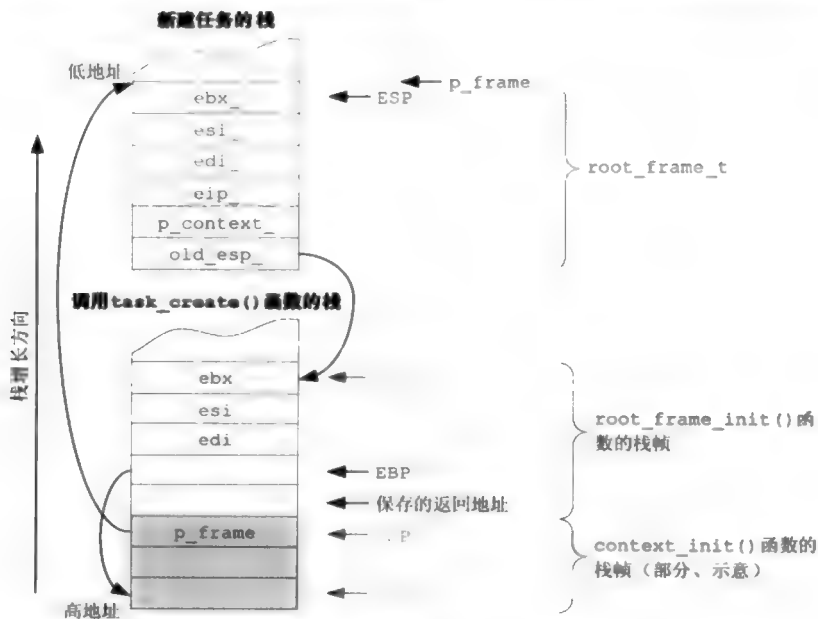 新建任务的栈
低地址
p_frame
ebx_
ESP
esi_
edi_
root_frame_t
eip_
p_context_
old_esp_
调用task_create()函数的栈
栈增长方向
ebx
esi
root_frame_init()函
数的栈帧
edi
EBP
保存的返回地址
p_frame
context_init()函数的
栈帧（部分、示意）
高地址